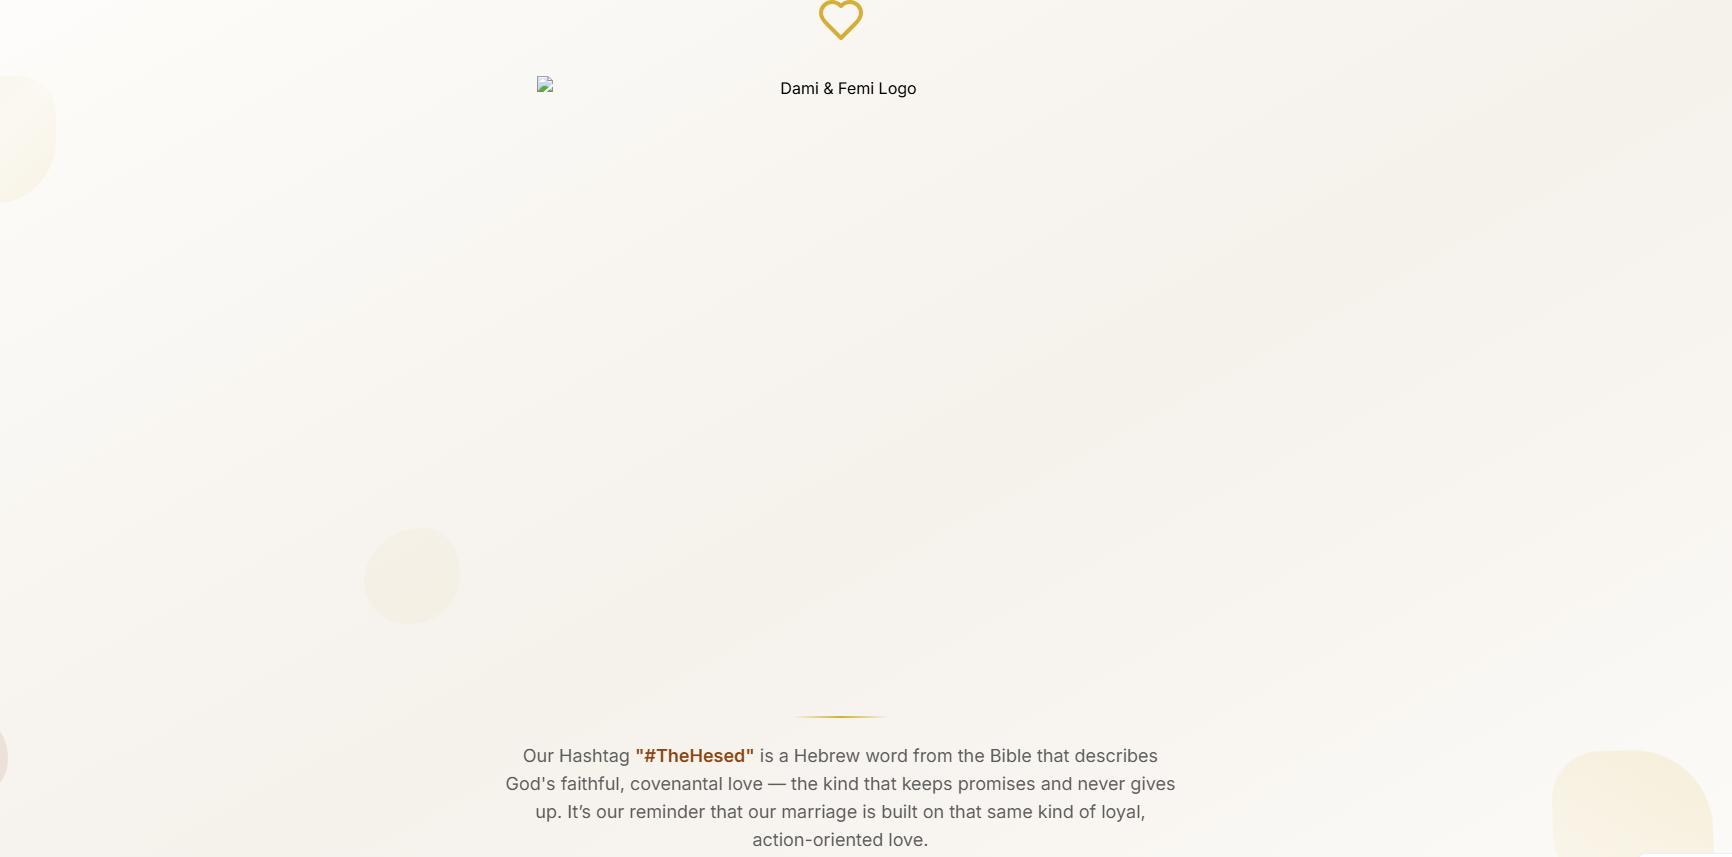 Dami & Femi Logo
Our Hashtag "#TheHesed" is a Hebrew word from the Bible that describes
God's faithful, covenantal love — the kind that keeps promises and never gives
up. It’s our reminder that our marriage is built on that same kind of loyal,
action-oriented love.